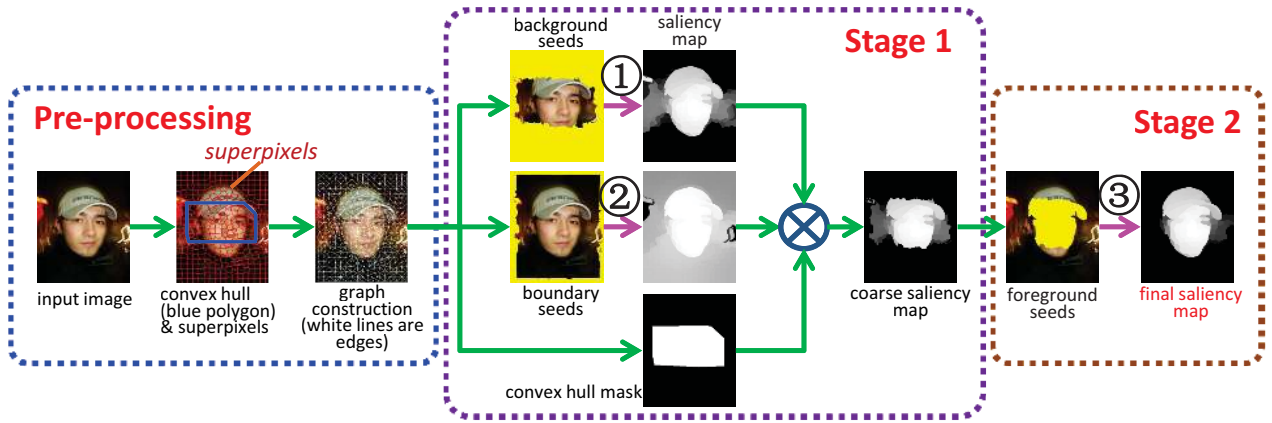 Pre-processing
superpixels
input image
convex hull
(blue polygon)
& superpixels
graph
construction
(white lines are
edges)
Stage 1
background
seeds
saliency
map
①
②
boundary
seeds
convex hull mask
coarse saliency
map
Stage 2
③
foreground
seeds
final saliency
map